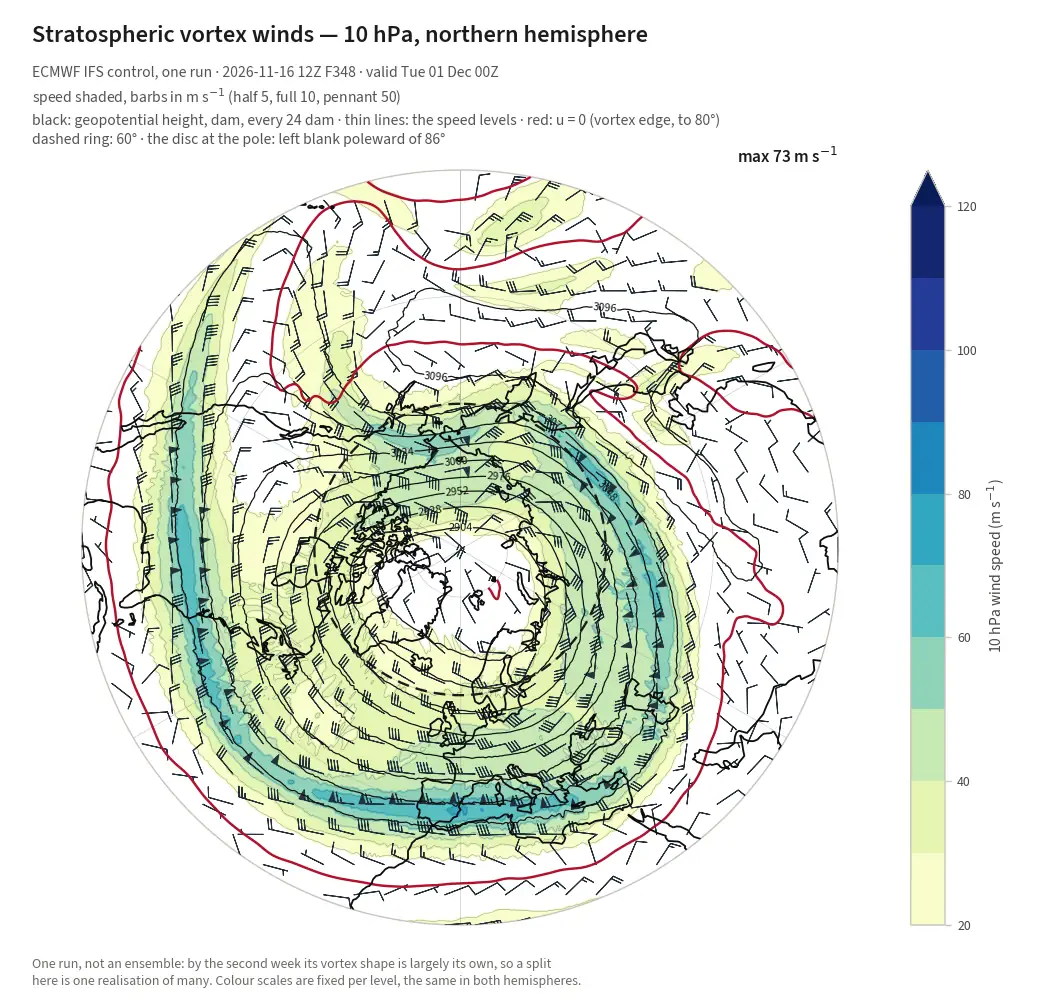 Stratospheric vortex winds — 10 hPa, northern hemisphere
ECMWF IFS control, one run · 2026-11-16 12Z F348 · valid Tue 01 Dec 00Z
speed shaded, barbs in m s⁻¹ (half 5, full 10, pennant 50)
black: geopotential height, dam, every 24 dam · thin lines: the speed levels · red: u = 0 (vortex edge, to 80°)
dashed ring: 60° · the disc at the pole: left blank poleward of 86°
max 73 m s⁻¹
120
100
80
60
40
20
10 hPa wind speed (m s⁻¹)
3096
3096
3000
2976
2952
2904
One run, not an ensemble: by the second week its vortex shape is largely its own, so a split
here is one realisation of many. Colour scales are fixed per level, the same in both hemispheres.